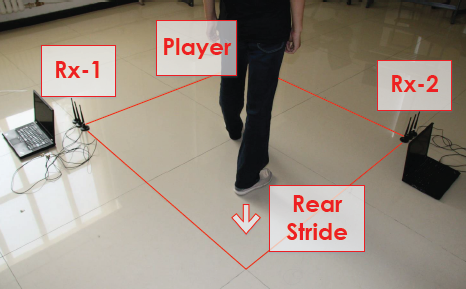 Player
Rx-1
Rx-2
Rear
Stride